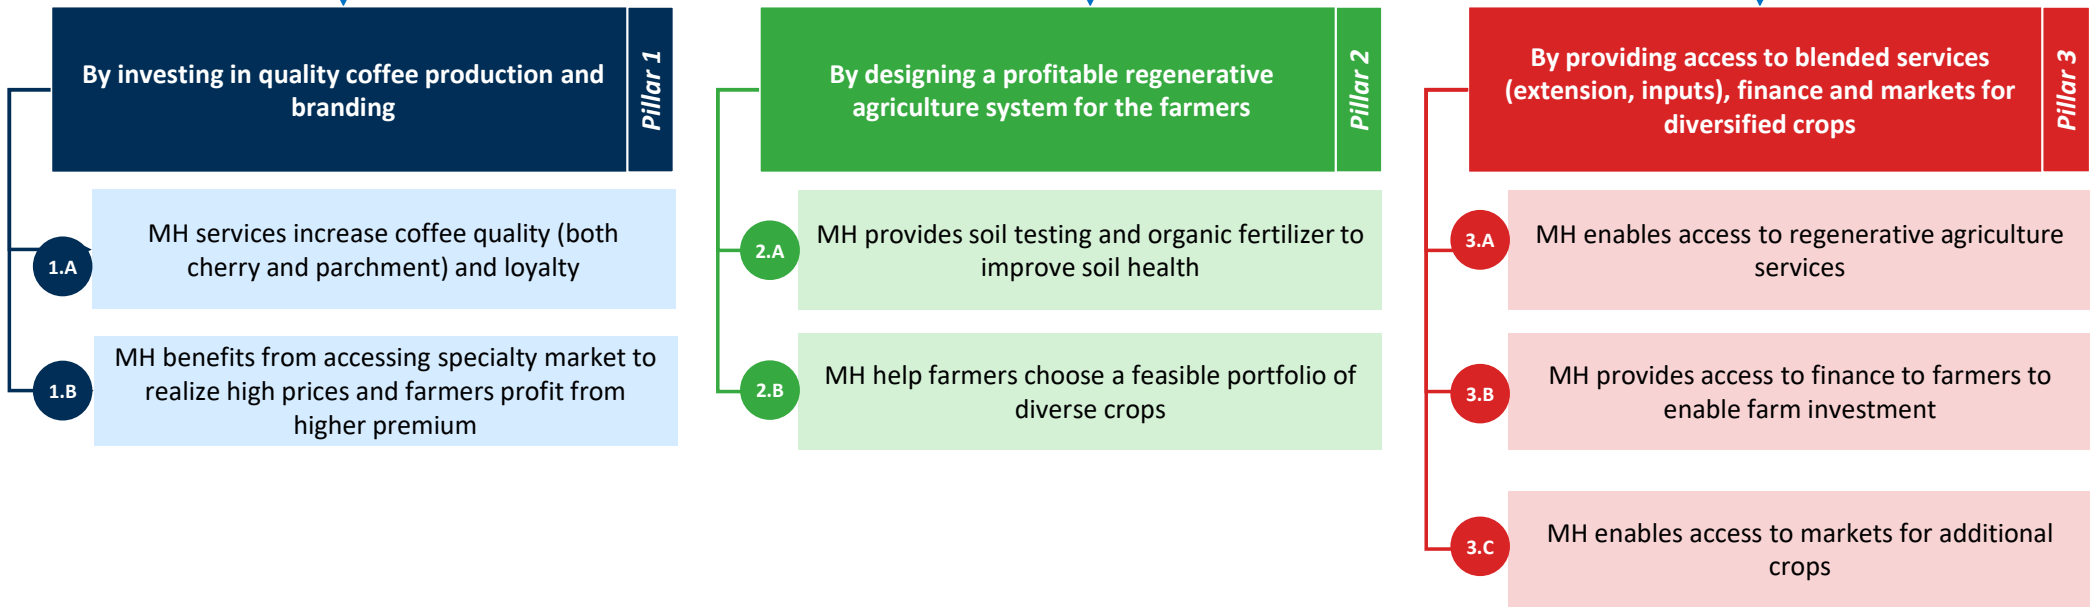 By investing in quality coffee production and
branding
Pillar 1
1.A
MH services increase coffee quality (both
cherry and parchment) and loyalty
1.B
MH benefits from accessing specialty market to
realize high prices and farmers profit from
higher premium
By designing a profitable regenerative
agriculture system for the farmers
Pillar 2
2.A
MH provides soil testing and organic fertilizer to
improve soil health
2.B
MH help farmers choose a feasible portfolio of
diverse crops
By providing access to blended services
(extension, inputs), finance and markets for
diversified crops
Pillar 3
3.A
MH enables access to regenerative agriculture
services
3.B
MH provides access to finance to farmers to
enable farm investment
3.C
MH enables access to markets for additional
crops